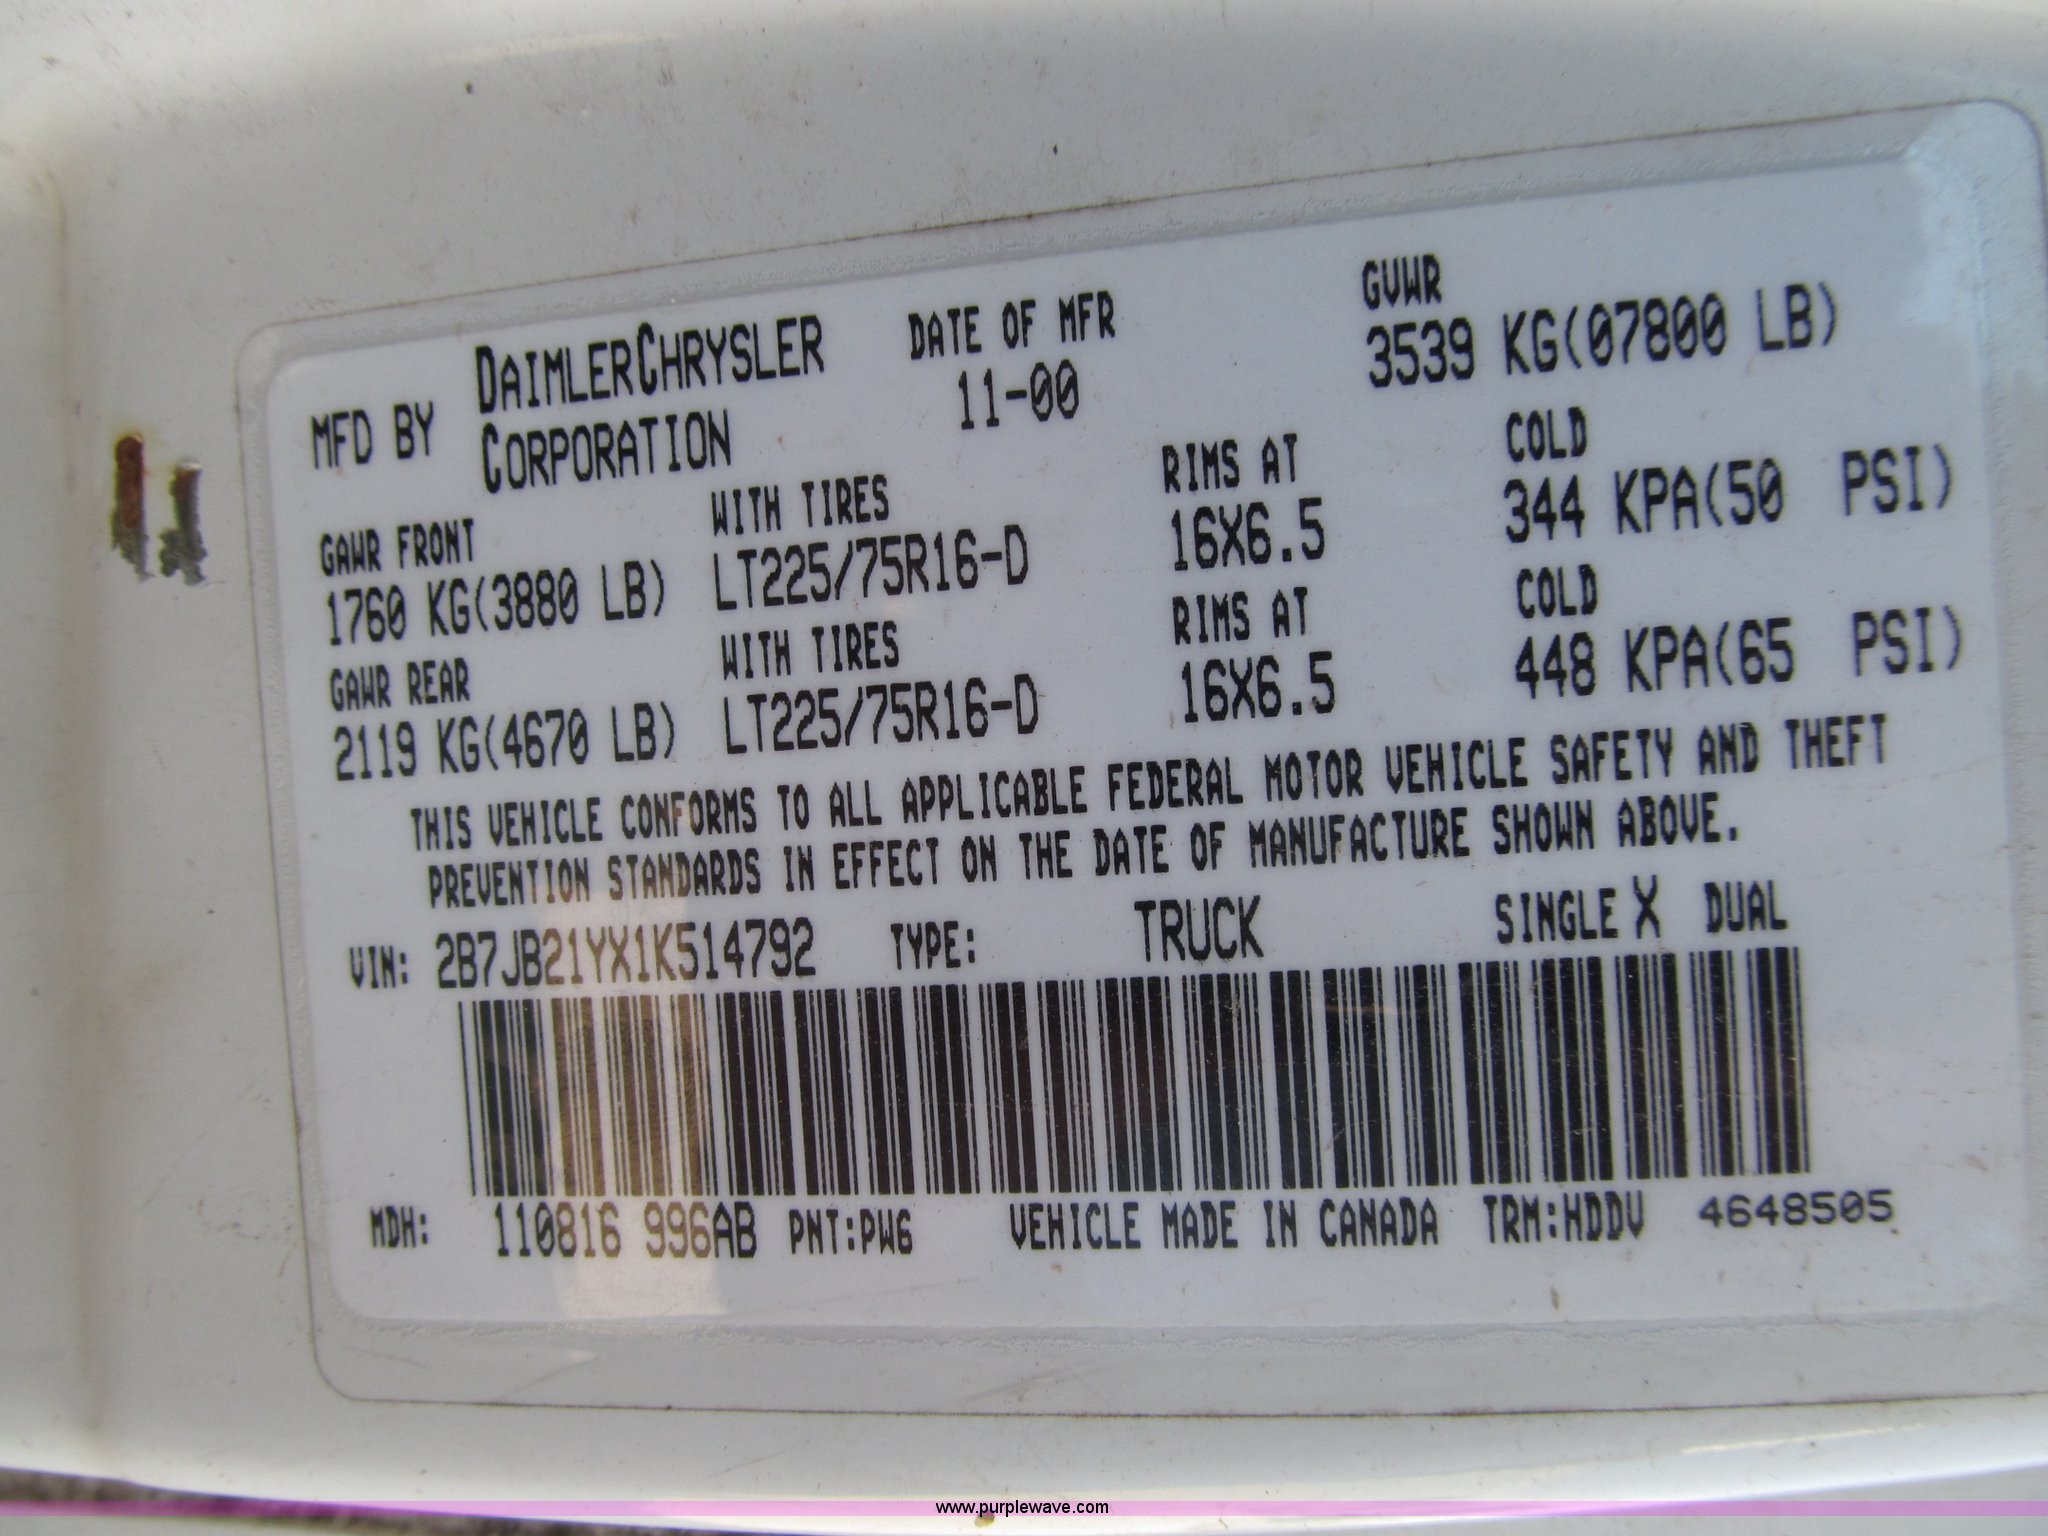 MFD BY DAIMLERCHRYSLER CORPORATION
DATE OF MFR
11-00
GVWR
3539 KG(07800 LB)
GAWR FRONT WITH TIRES RIMS AT COLD
1760 KG(3880 LB) LT225/75R16-D 16X6.5 344 KPA(50 PSI)
GAWR REAR WITH TIRES RIMS AT COLD
2119 KG(4670 LB) LT225/75R16-D 16X6.5 448 KPA(65 PSI)
THIS VEHICLE CONFORMS TO ALL APPLICABLE FEDERAL MOTOR VEHICLE SAFETY AND THEFT
PREVENTION STANDARDS IN EFFECT ON THE DATE OF MANUFACTURE SHOWN ABOVE.
VIN: 2B7JB21YX1K514792 TYPE: TRUCK SINGLE X DUAL
MDH: 110816 996AB PNT:PW6 VEHICLE MADE IN CANADA TRM:HDDV 4648505
www.purplewave.com